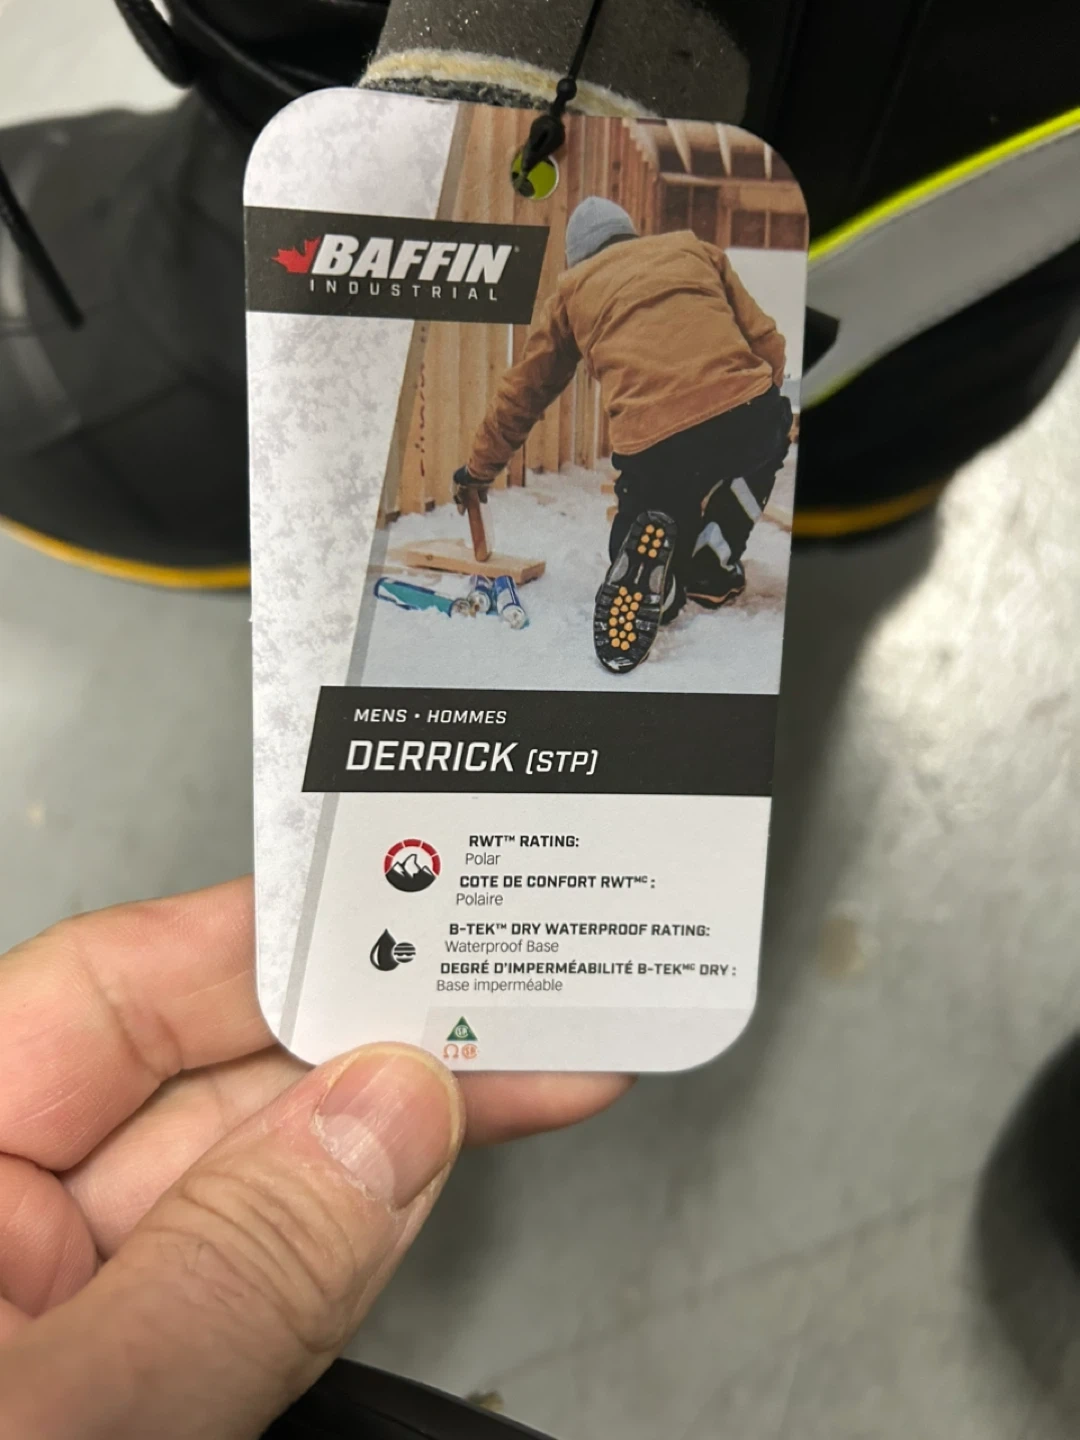 BAFFIN®
INDUSTRIAL
MENS • HOMMES
DERRICK (STP)
RWT™ RATING:
Polar
COTE DE CONFORT RWTᴹᶜ :
Polaire
B-TEK™ DRY WATERPROOF RATING:
Waterproof Base
DEGRÉ D'IMPERMÉABILITÉ B-TEKᴹᶜ DRY :
Base imperméable